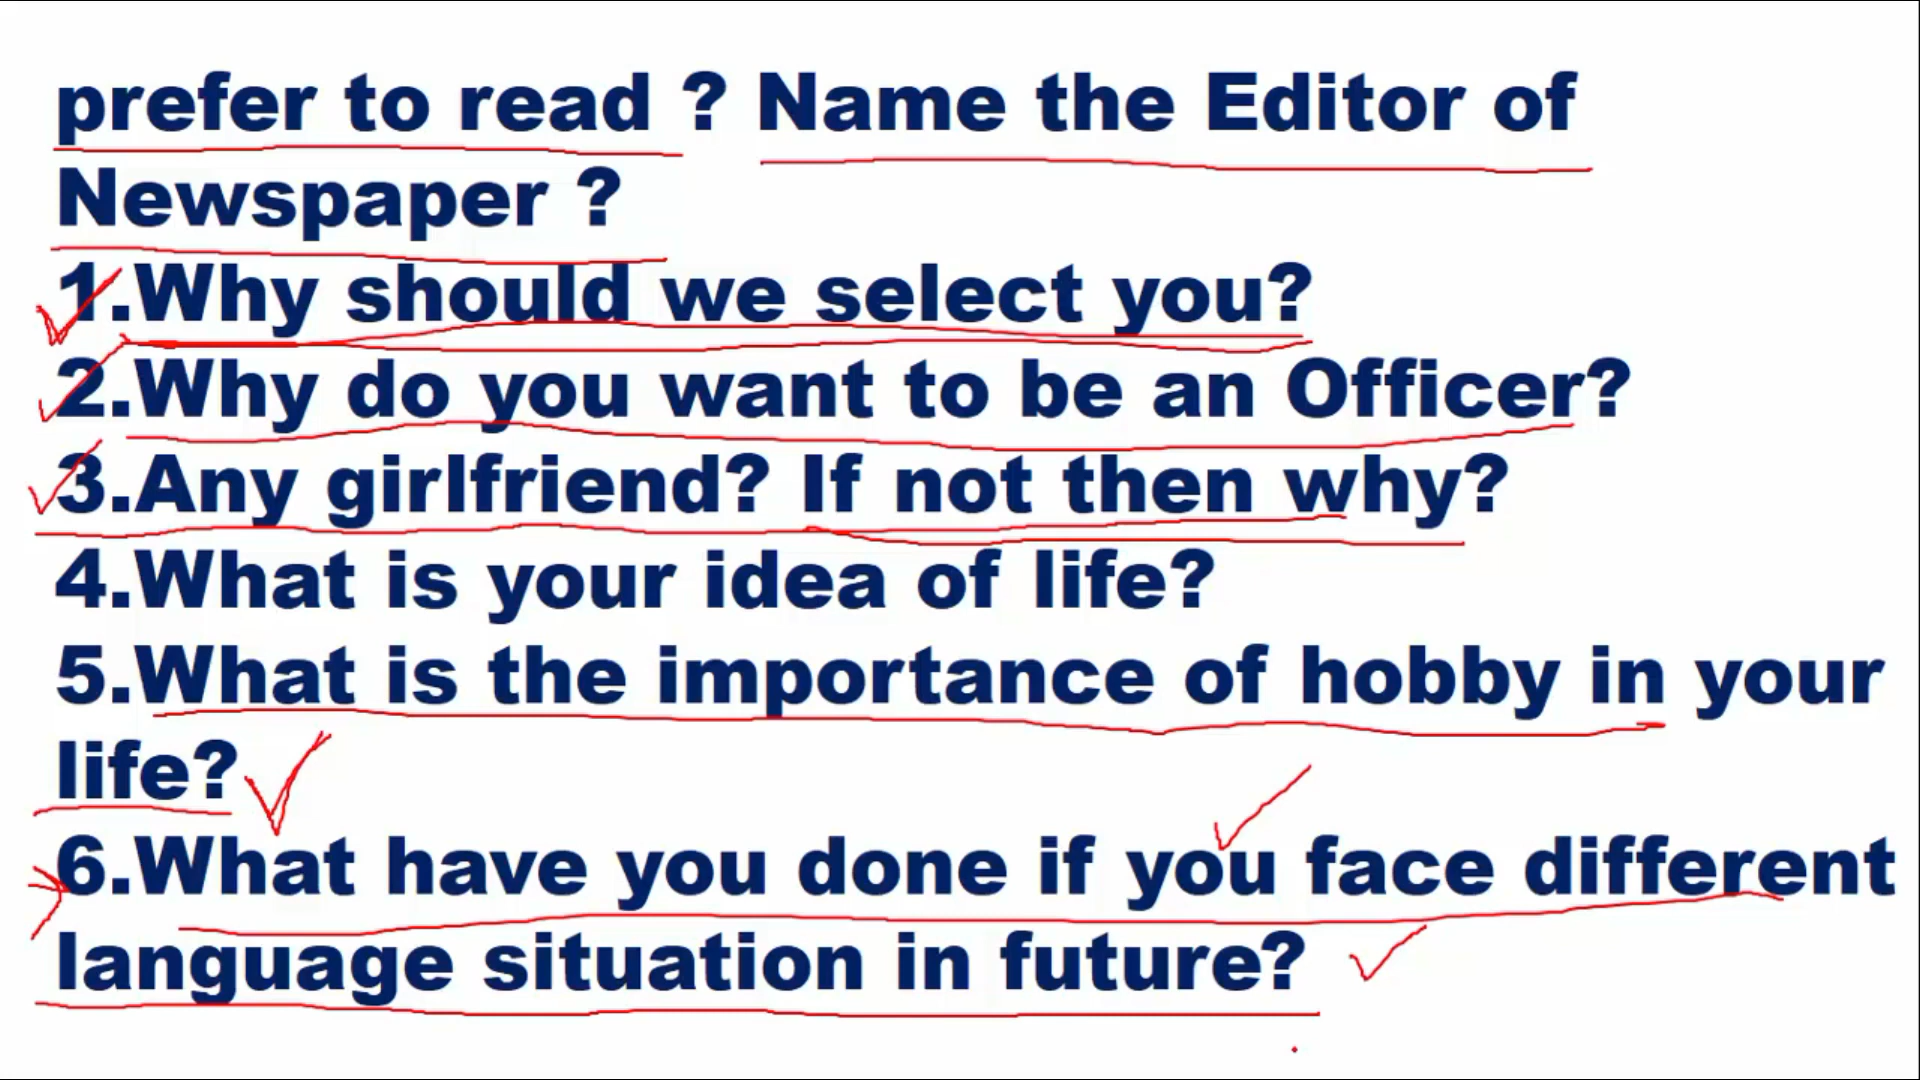 prefer to read ? Name the Editor of
Newspaper ?
1.Why should we select you?
2.Why do you want to be an Officer?
3.Any girlfriend? If not then why?
4.What is your idea of life?
5.What is the importance of hobby in your
life?
6.What have you done if you face different
language situation in future?